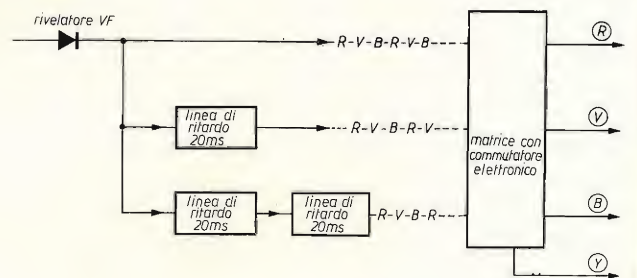 rivelatore VF
R-V-B-R-V-B
R
linea di
ritardo
20ms
R-V-B-R-V
matrice con
commutatore
elettronico
V
linea di
ritardo
20ms
linea di
ritardo
20ms
R-V-B-R
B
Y